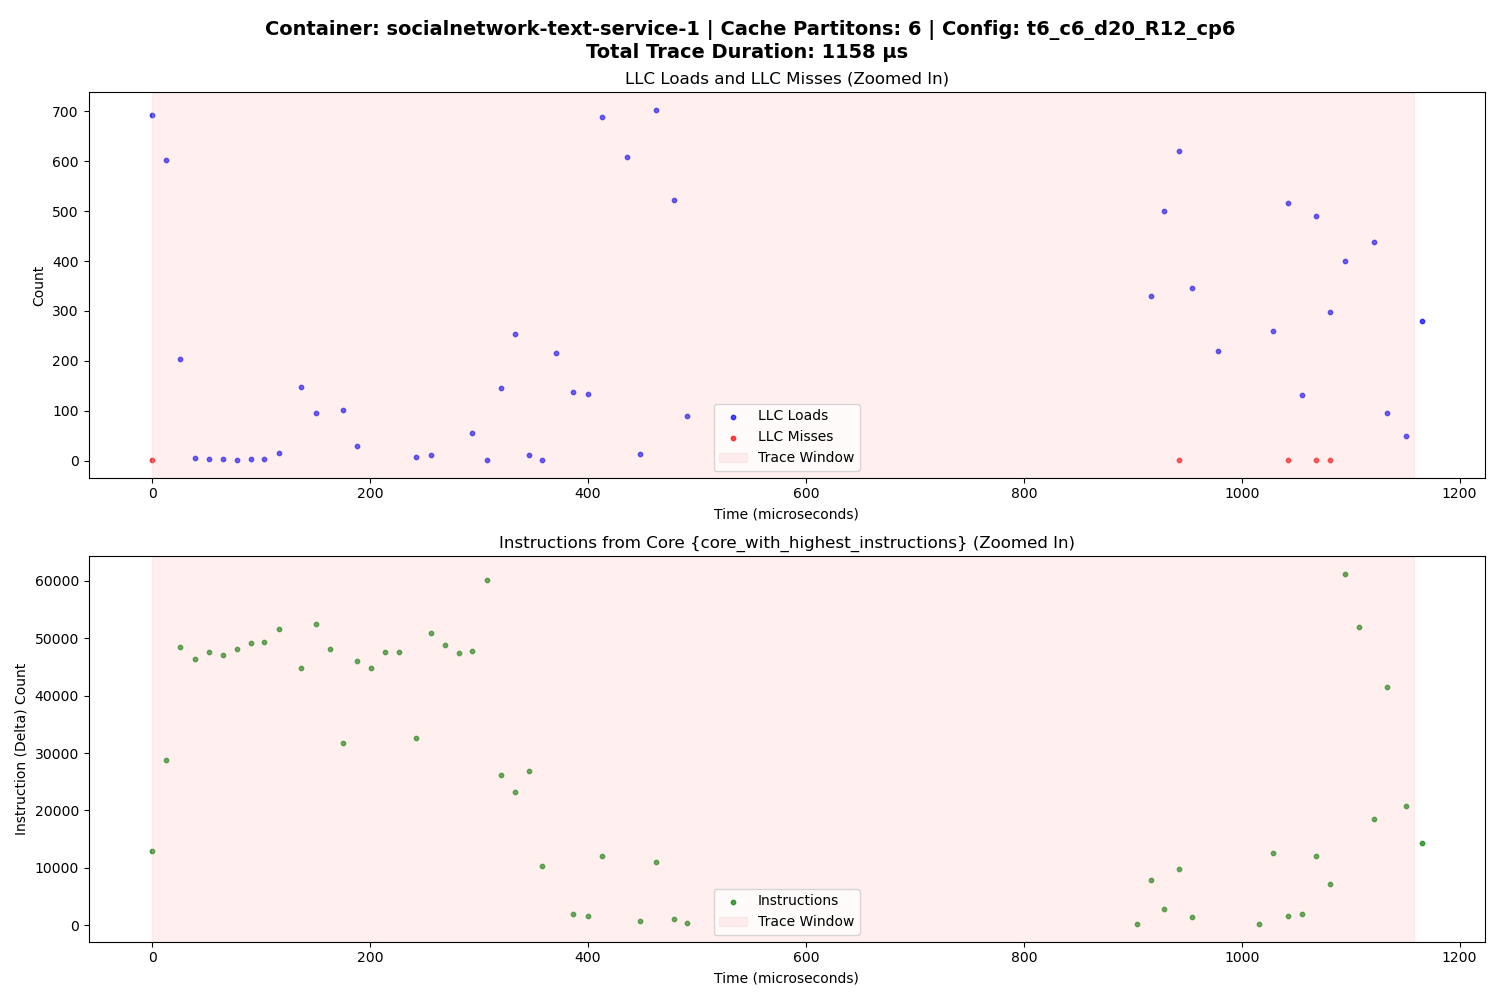 Container: socialnetwork-text-service-1 | Cache Partitons: 6 | Config: t6_c6_d20_R12_cp6
Total Trace Duration: 1158 µs
LLC Loads and LLC Misses (Zoomed In)
Count
700
600
500
400
300
200
100
0
LLC Loads
LLC Misses
Trace Window
0 200 400 600 800 1000 1200
Time (microseconds)
Instructions from Core {core_with_highest_instructions} (Zoomed In)
Instruction (Delta) Count
60000
50000
40000
30000
20000
10000
0
Instructions
Trace Window
0 200 400 600 800 1000 1200
Time (microseconds)